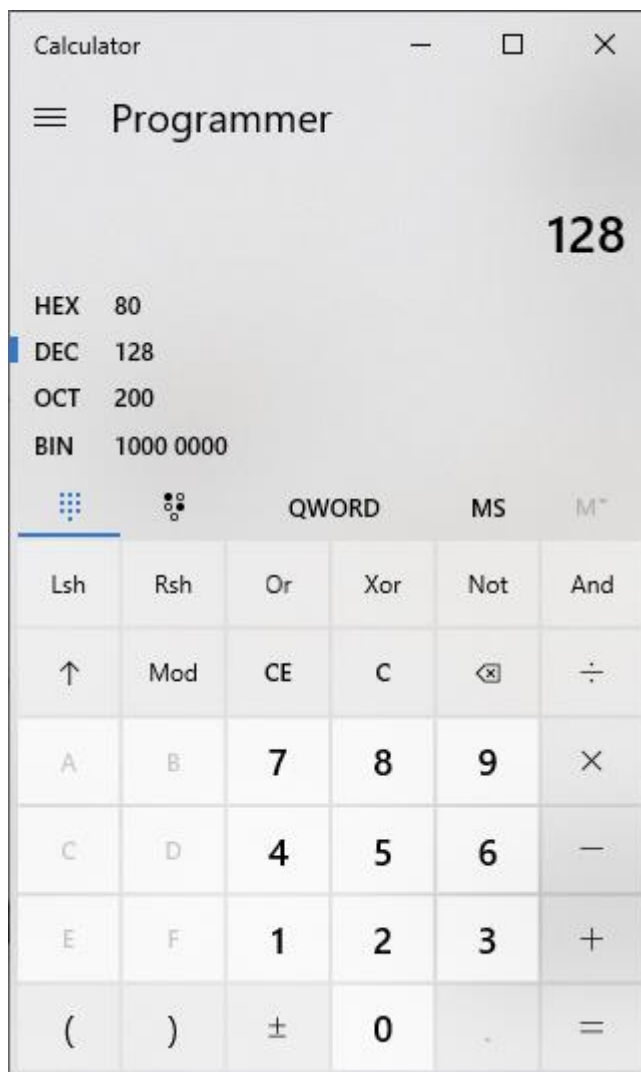 Calculator
Programmer
128
HEX 80
DEC 128
OCT 200
BIN 1000 0000
QWORD MS M˅
Lsh Rsh Or Xor Not And
↑ Mod CE C ⌫ ÷
A B 7 8 9 ×
C D 4 5 6 −
E F 1 2 3 +
( ) ± 0 . =